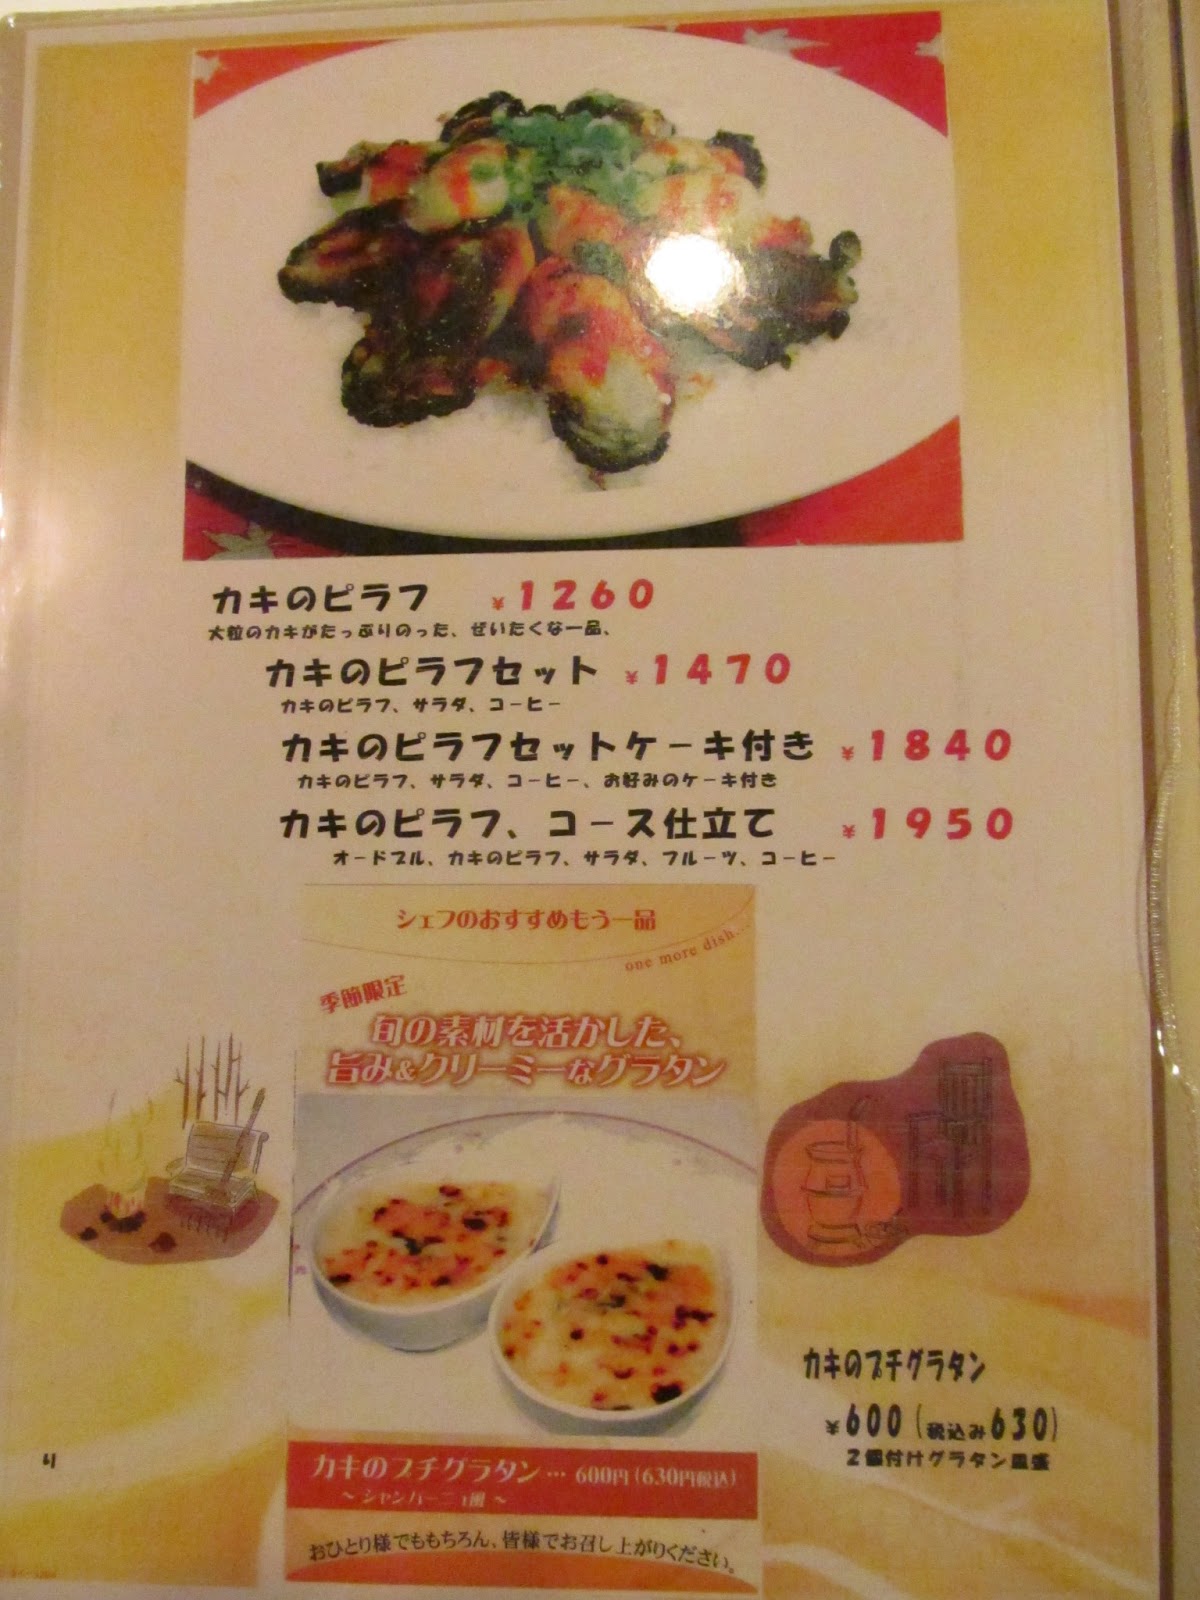 カキのピラフ ¥1260
大粒のカキがたっぷりのった、ぜいたくな一品、
カキのピラフセット ¥1470
カキのピラフ、サラダ、コーヒー
カキのピラフセットケーキ付き ¥1840
カキのピラフ、サラダ、コーヒー、お好みのケーキ付き
カキのピラフ、コース仕立て ¥1950
オードブル、カキのピラフ、サラダ、フルーツ、コーヒー
シェフのおすすめもう一品
one more dish...
季節限定
旬の素材を活かした、
旨み&クリーミーなグラタン
カキのプチグラタン
¥600(税込み630)
2個付けグラタン皿盛
り
カキのプチグラタン… 600円(630円税込)
~シャンパーニュ風~
おひとり様でももちろん、皆様でお召し上がりください。